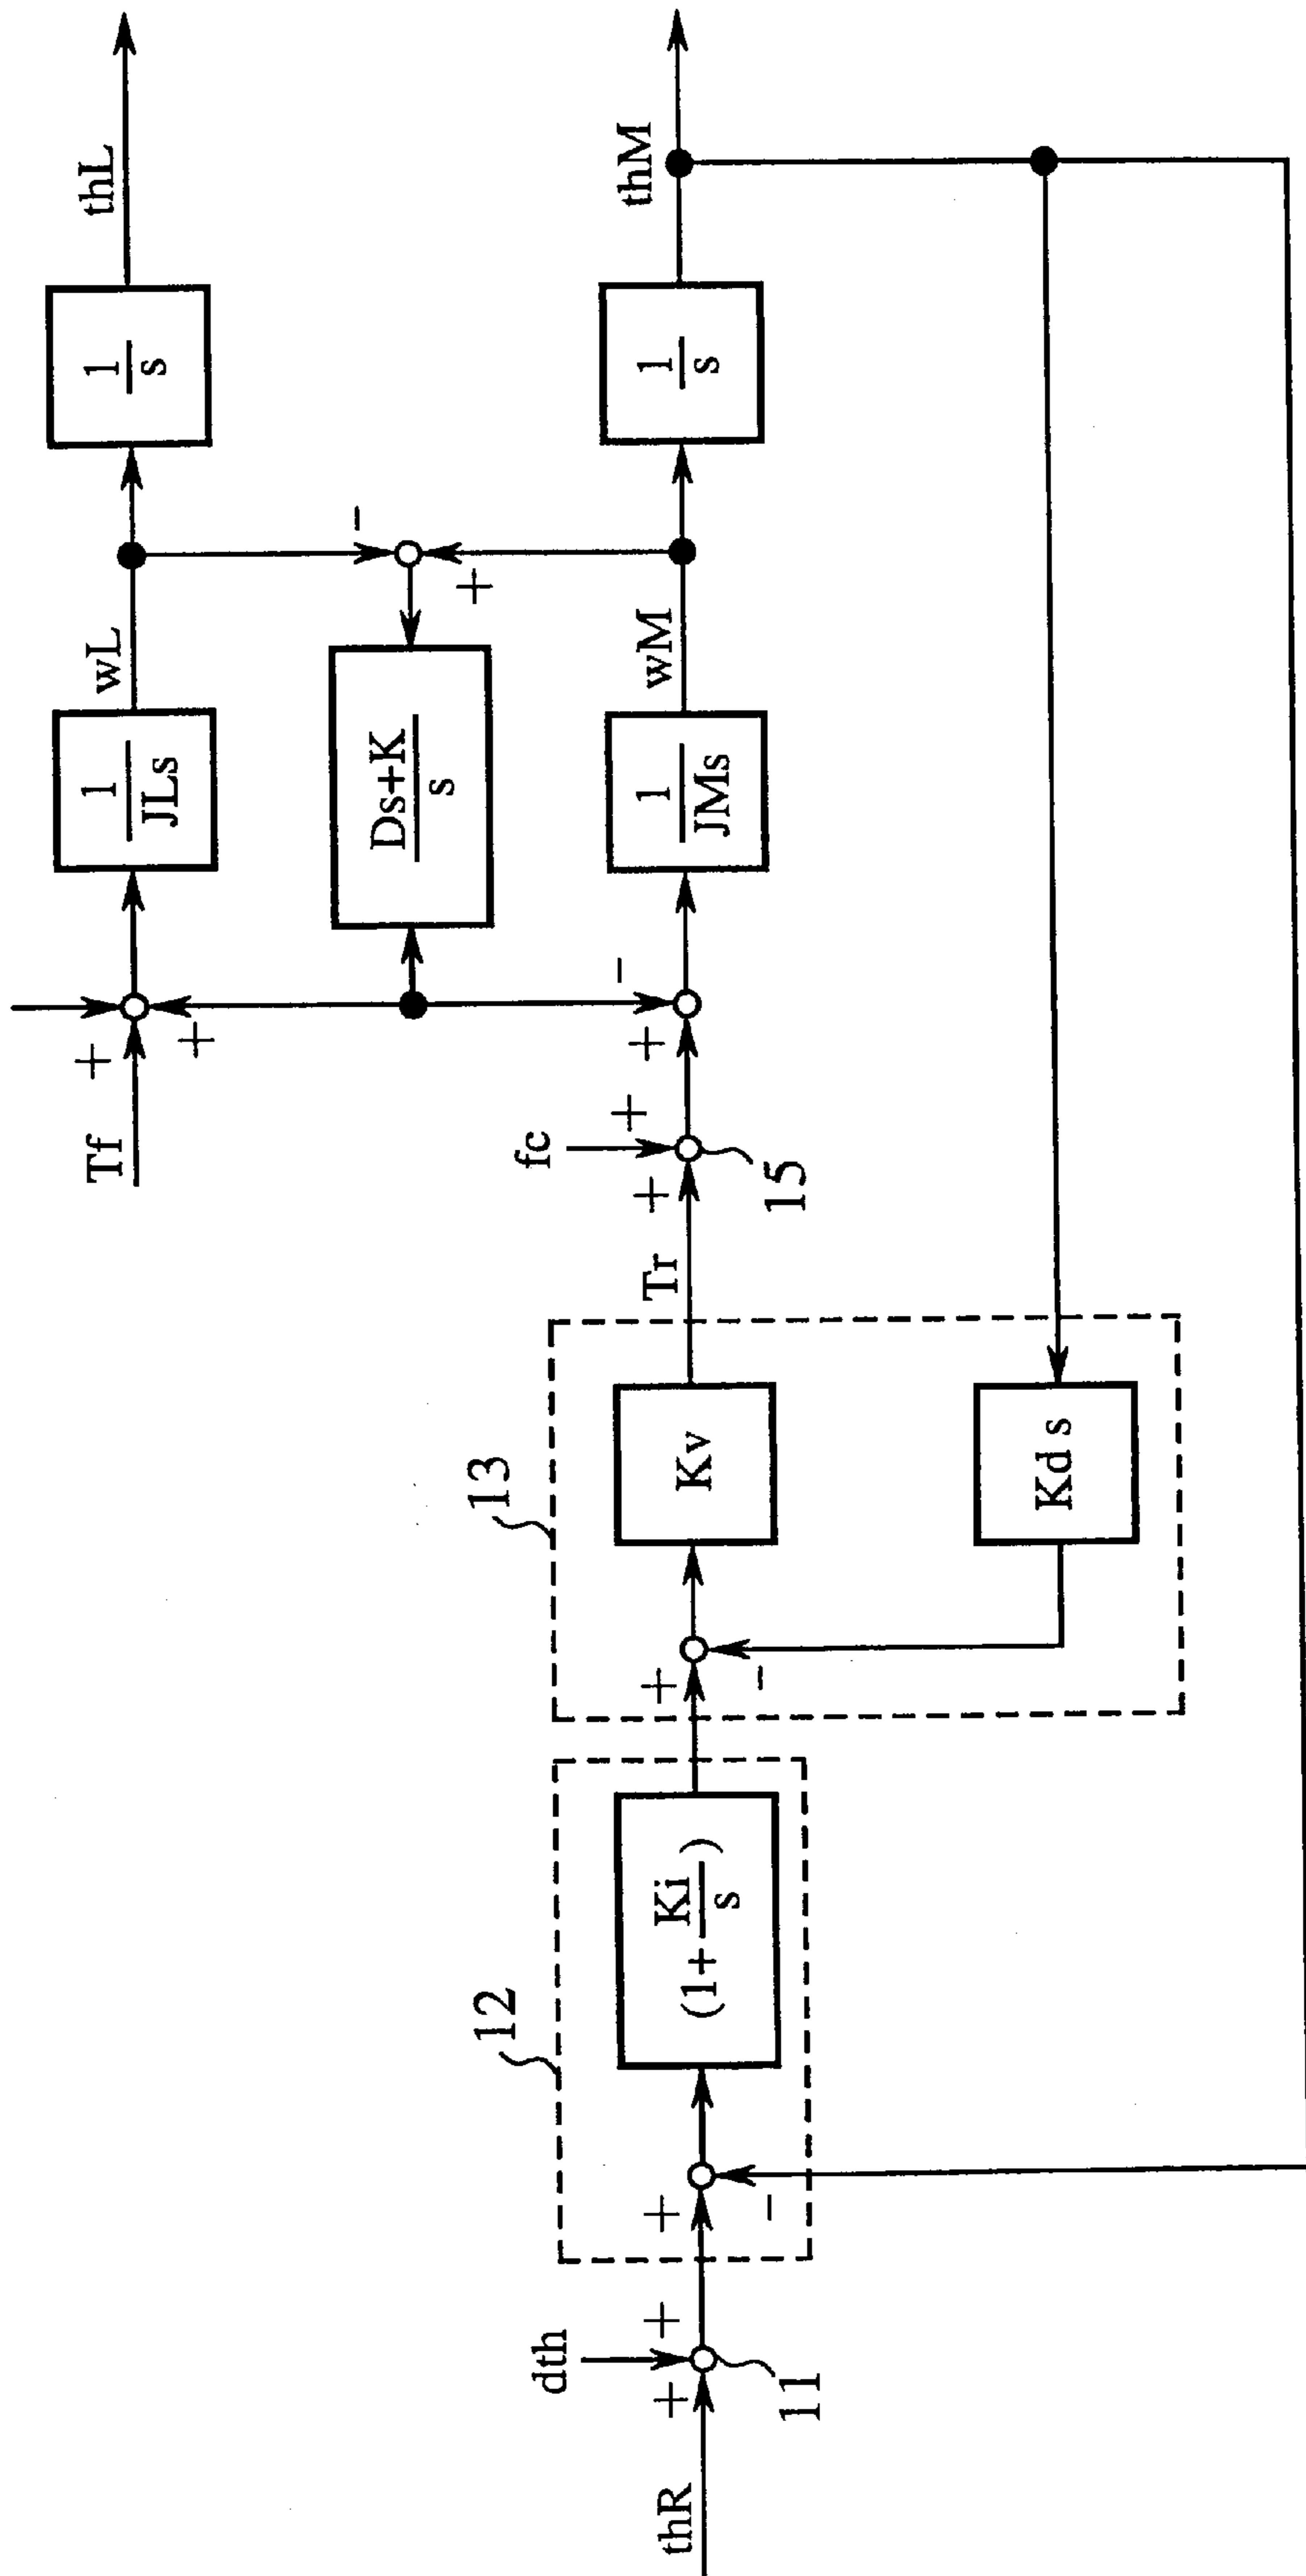 thR
+
dth
+
11
12
+
-
(1+ Ki/s )
13
+
-
Kv
Kd s
Tr
+
fc
+
15
+
-
Tf
+
+
1/JLs
Ds+K/s
1/JMs
wL
wM
-
+
1/s
1/s
thL
thM